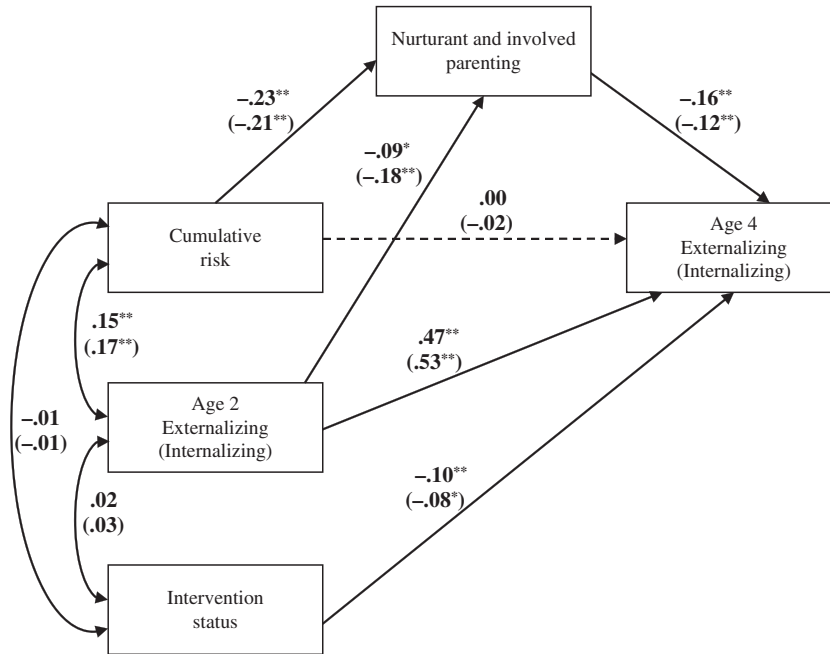 Nurturant and involved
parenting
–.23**
(–.21**)
–.16**
(–.12**)
–.09*
(–.18**)
.00
(–.02)
Cumulative
risk
Age 4
Externalizing
(Internalizing)
.15**
(.17**)
.47**
(.53**)
Age 2
Externalizing
(Internalizing)
–.01
(–.01)
–.10**
(–.08*)
.02
(.03)
Intervention
status